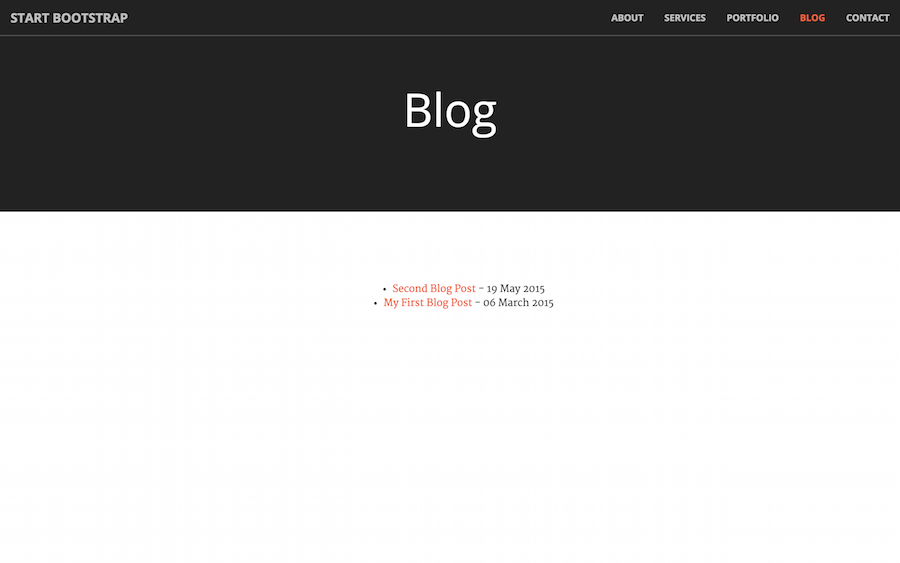 START BOOTSTRAP ABOUT SERVICES PORTFOLIO BLOG CONTACT
Blog
• Second Blog Post - 19 May 2015
• My First Blog Post - 06 March 2015